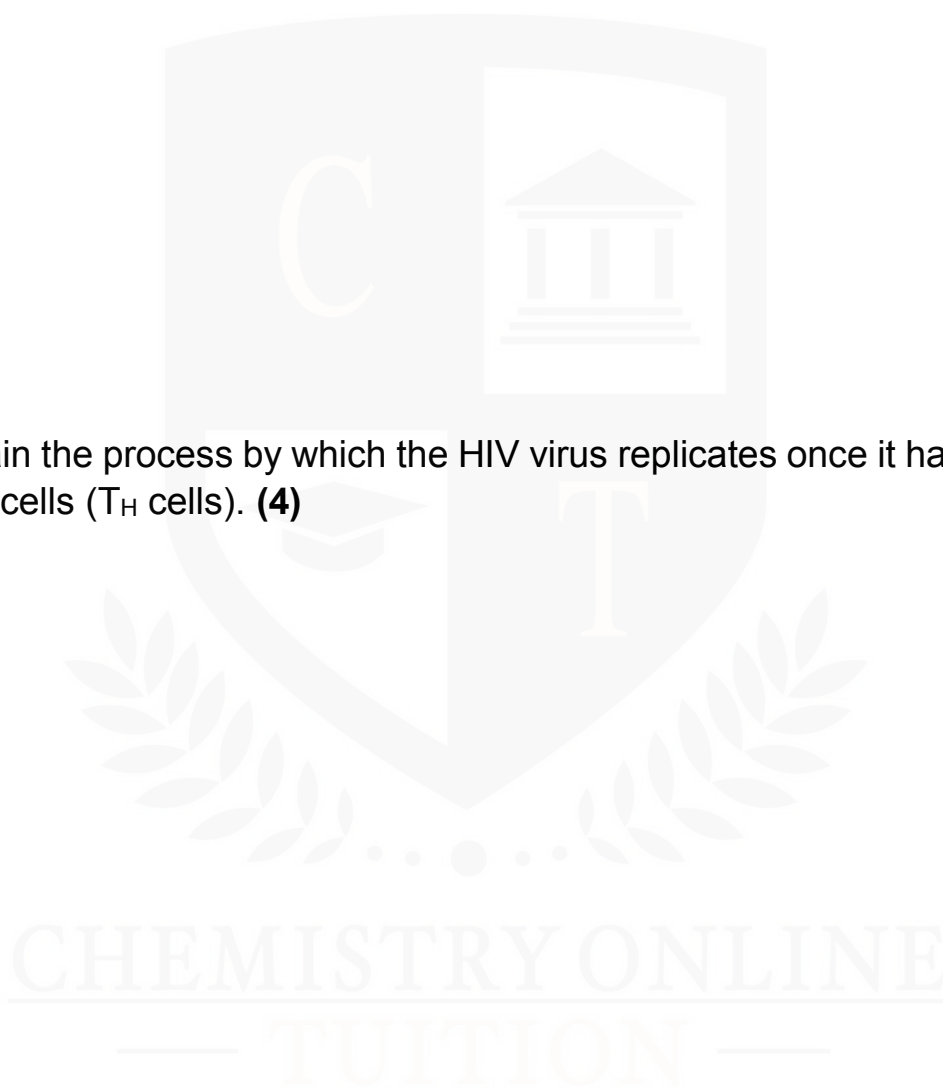 C
T
in the process by which the HIV virus replicates once it ha
cells (TH cells). (4)
CHEMISTRY ONLINE
TUITION